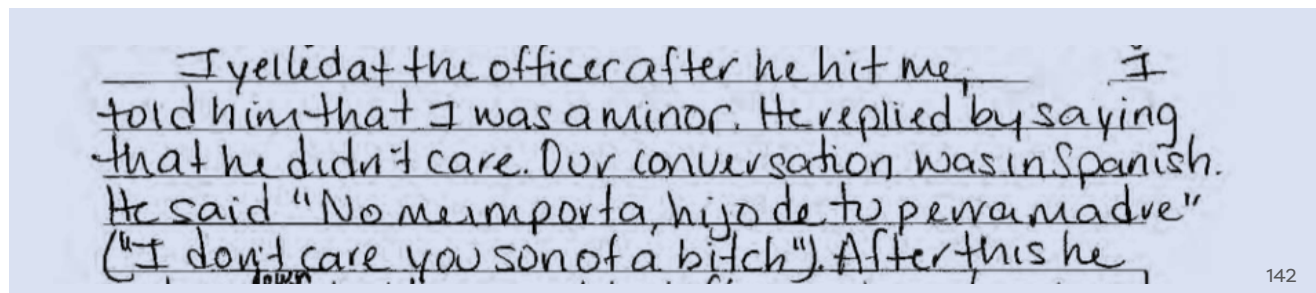 I yelled at the officer after he hit me, I
told him that I was a minor. He replied by saying
that he didn't care. Our conversation was in Spanish.
He said "No me importa, hijo de tu perra madre"
("I don't care you son of a bitch"). After this he
142